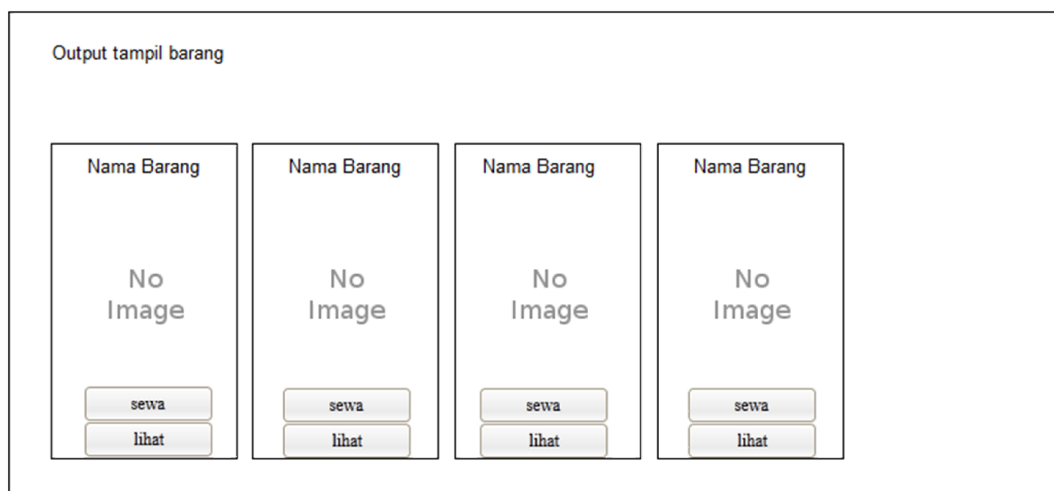 Output tampil barang
Nama Barang
No
Image
sewa
lihat
Nama Barang
No
Image
sewa
lihat
Nama Barang
No
Image
sewa
lihat
Nama Barang
No
Image
sewa
lihat